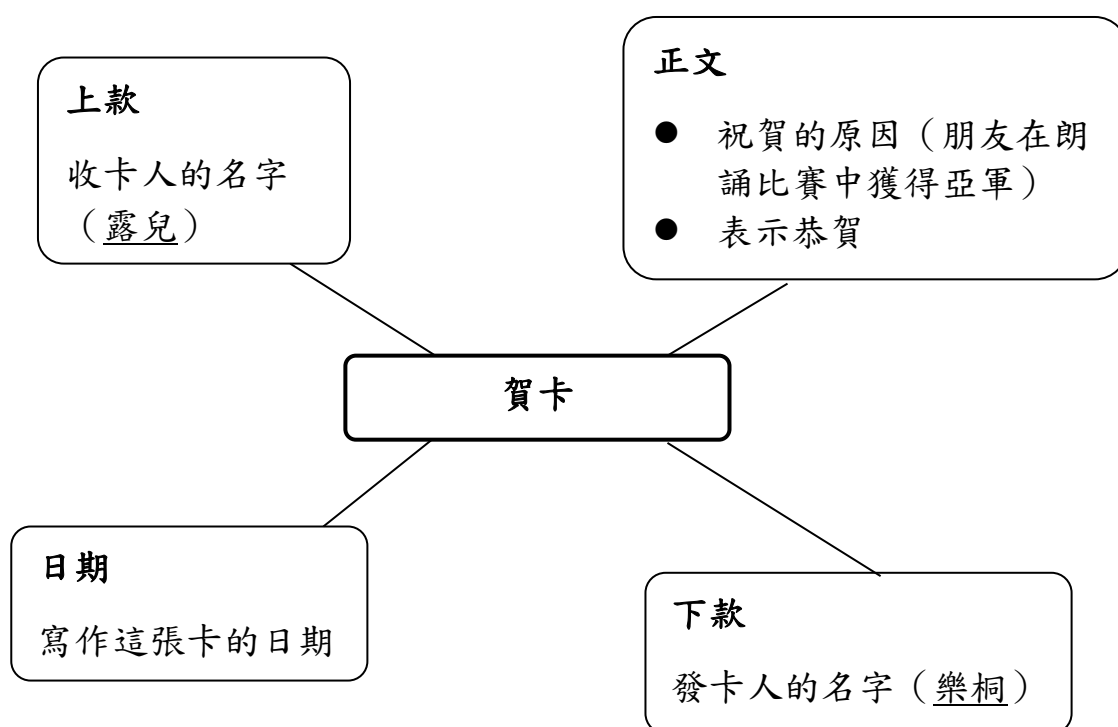 上款
收卡人的名字
（露兒）
正文
● 祝賀的原因（朋友在朗
誦比賽中獲得亞軍）
● 表示恭賀
賀卡
日期
寫作這張卡的日期
下款
發卡人的名字（樂桐）